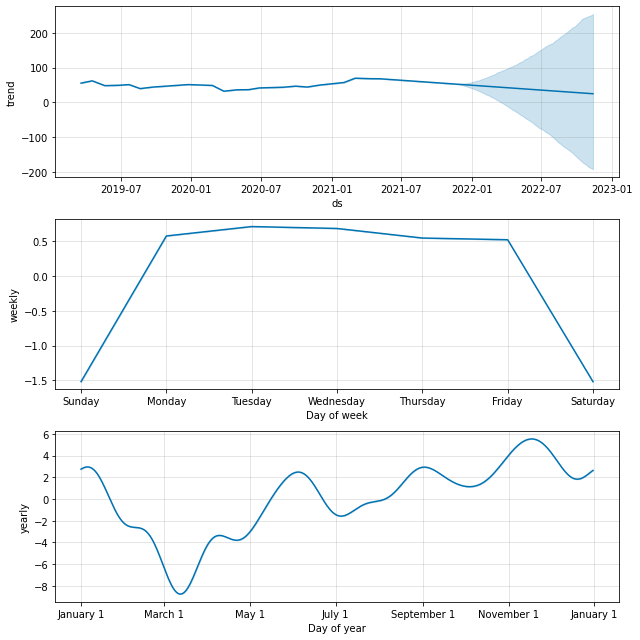 200
100
0
−100
−200
trend
2019-07 2020-01 2020-07 2021-01 2021-07 2022-01 2022-07 2023-01
ds
0.5
0.0
−0.5
−1.0
−1.5
weekly
Sunday Monday Tuesday Wednesday Thursday Friday Saturday
Day of week
6
4
2
0
−2
−4
−6
−8
yearly
January 1 March 1 May 1 July 1 September 1 November 1 January 1
Day of year